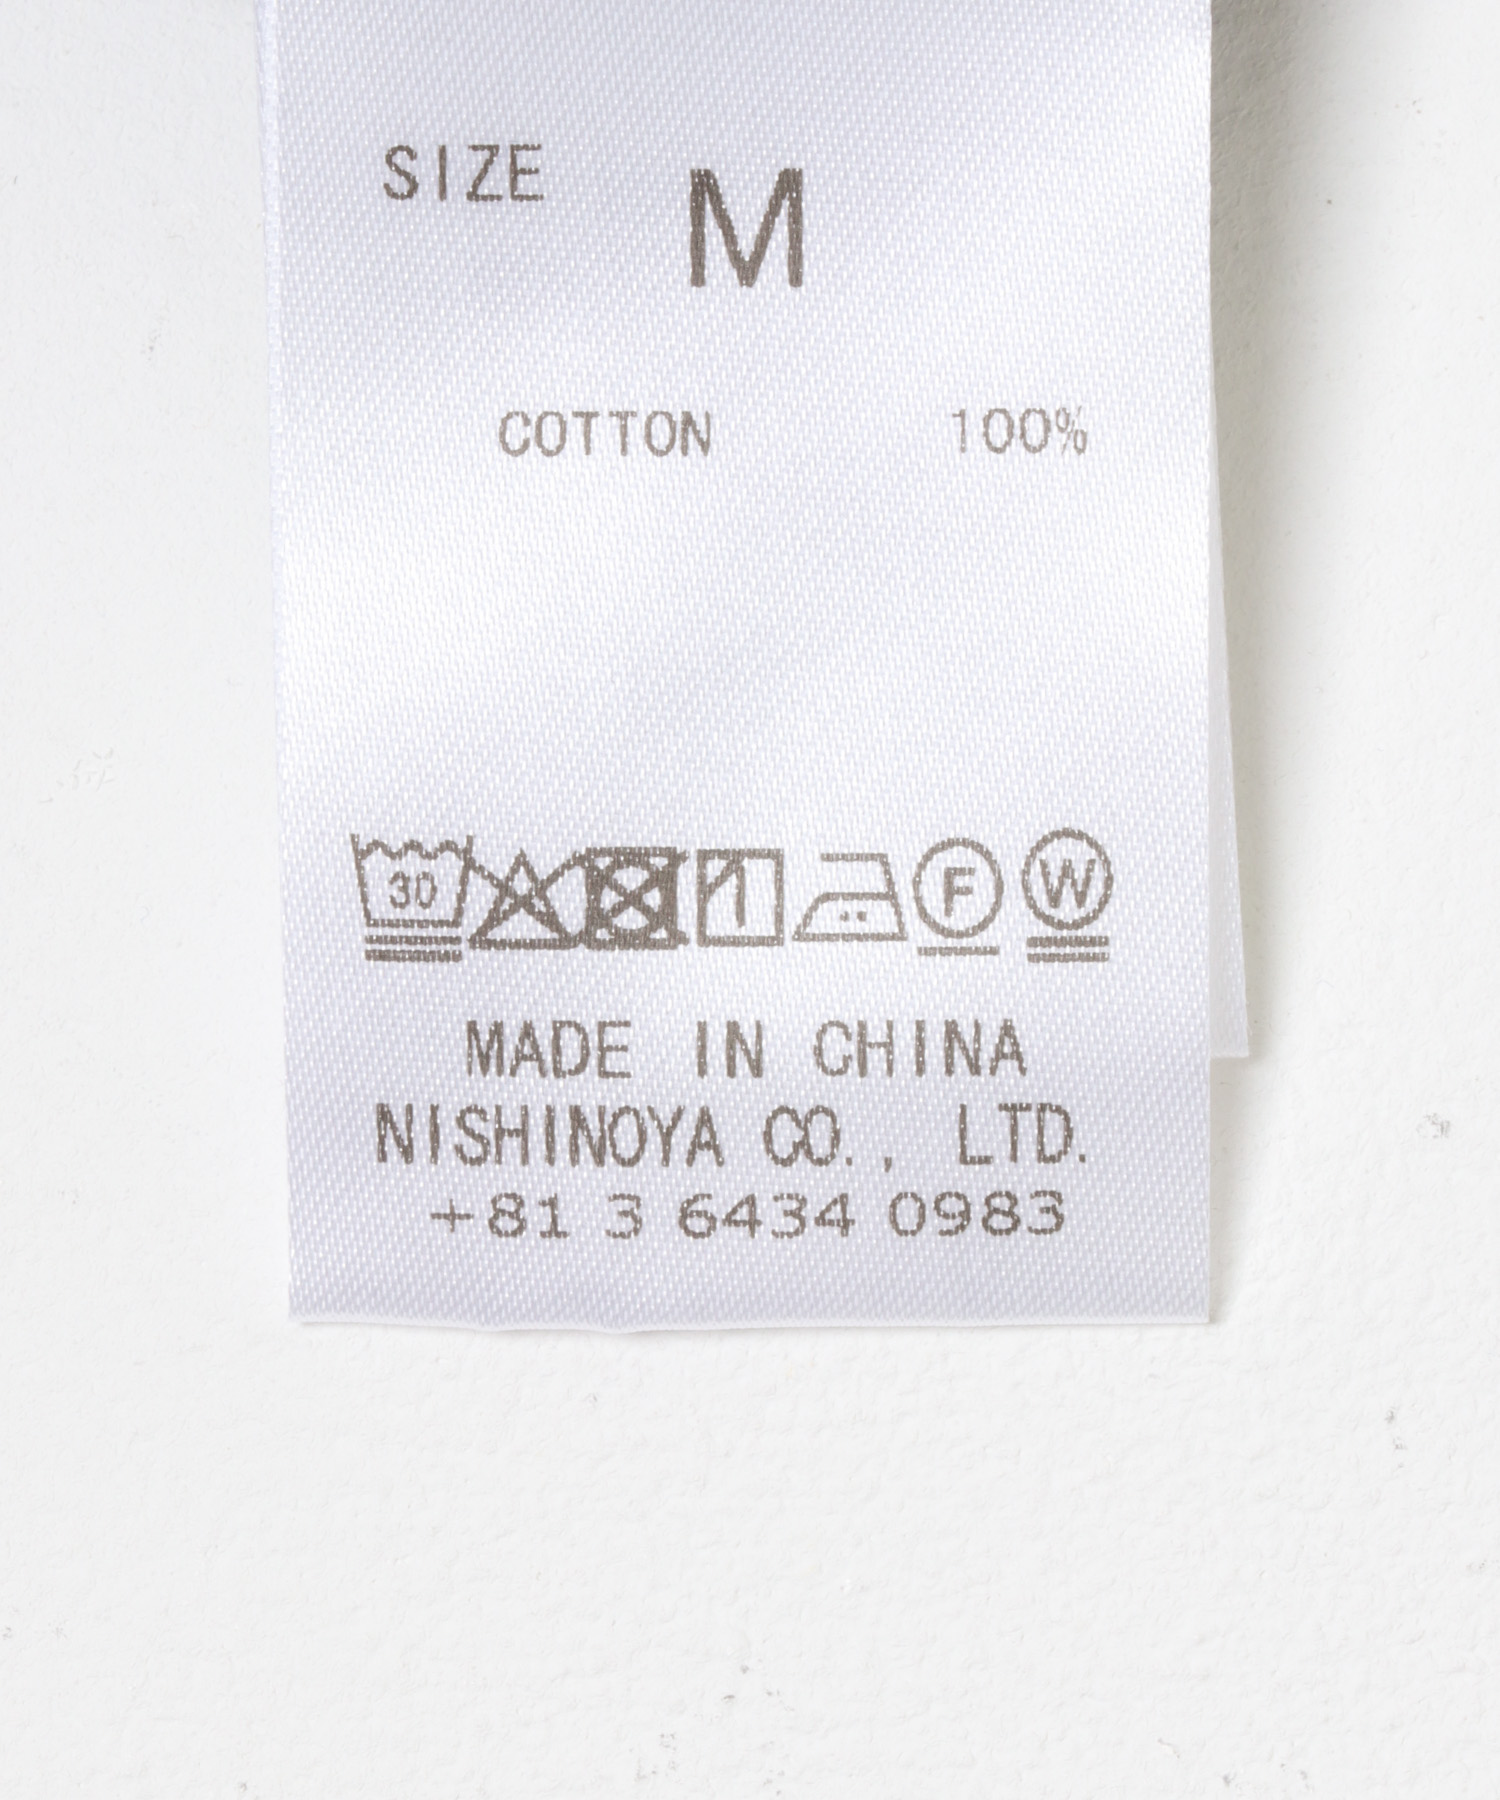 SIZE M
COTTON 100%
30 F W
MADE IN CHINA
NISHINOYA CO., LTD.
+81 3 6434 0983